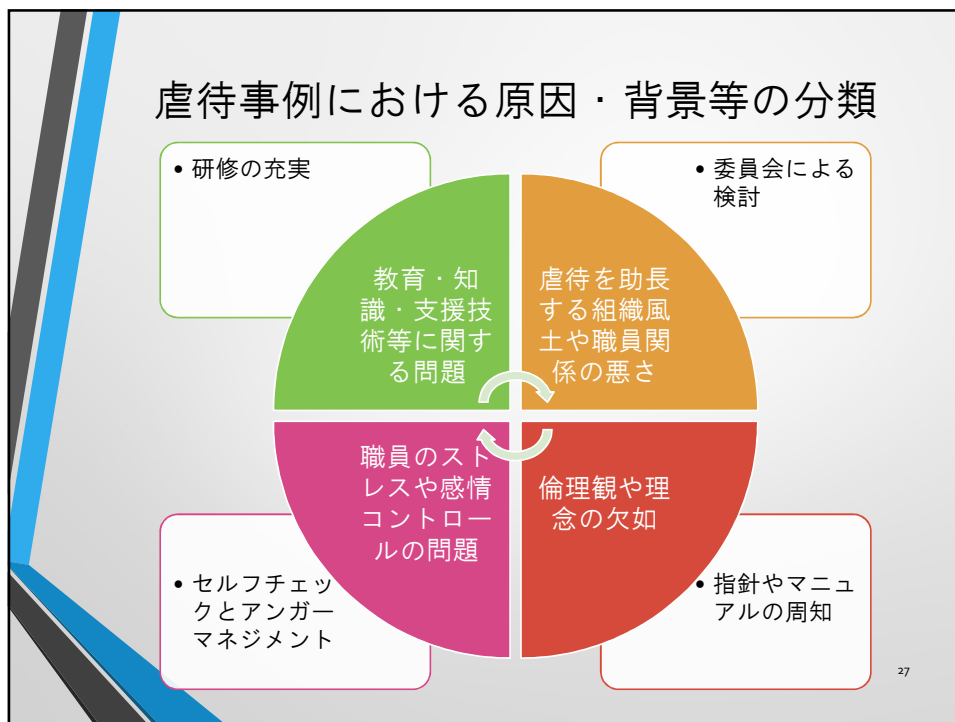 虐待事例における原因・背景等の分類
• 研修の充実
• 委員会による
検討
教育・知
識・支援技
術等に関す
る問題
虐待を助長
する組織風
土や職員関
係の悪さ
職員のスト
レスや感情
コントロー
ルの問題
倫理観や理
念の欠如
• セルフチェッ
クとアンガー
マネジメント
• 指針やマニュ
アルの周知
27